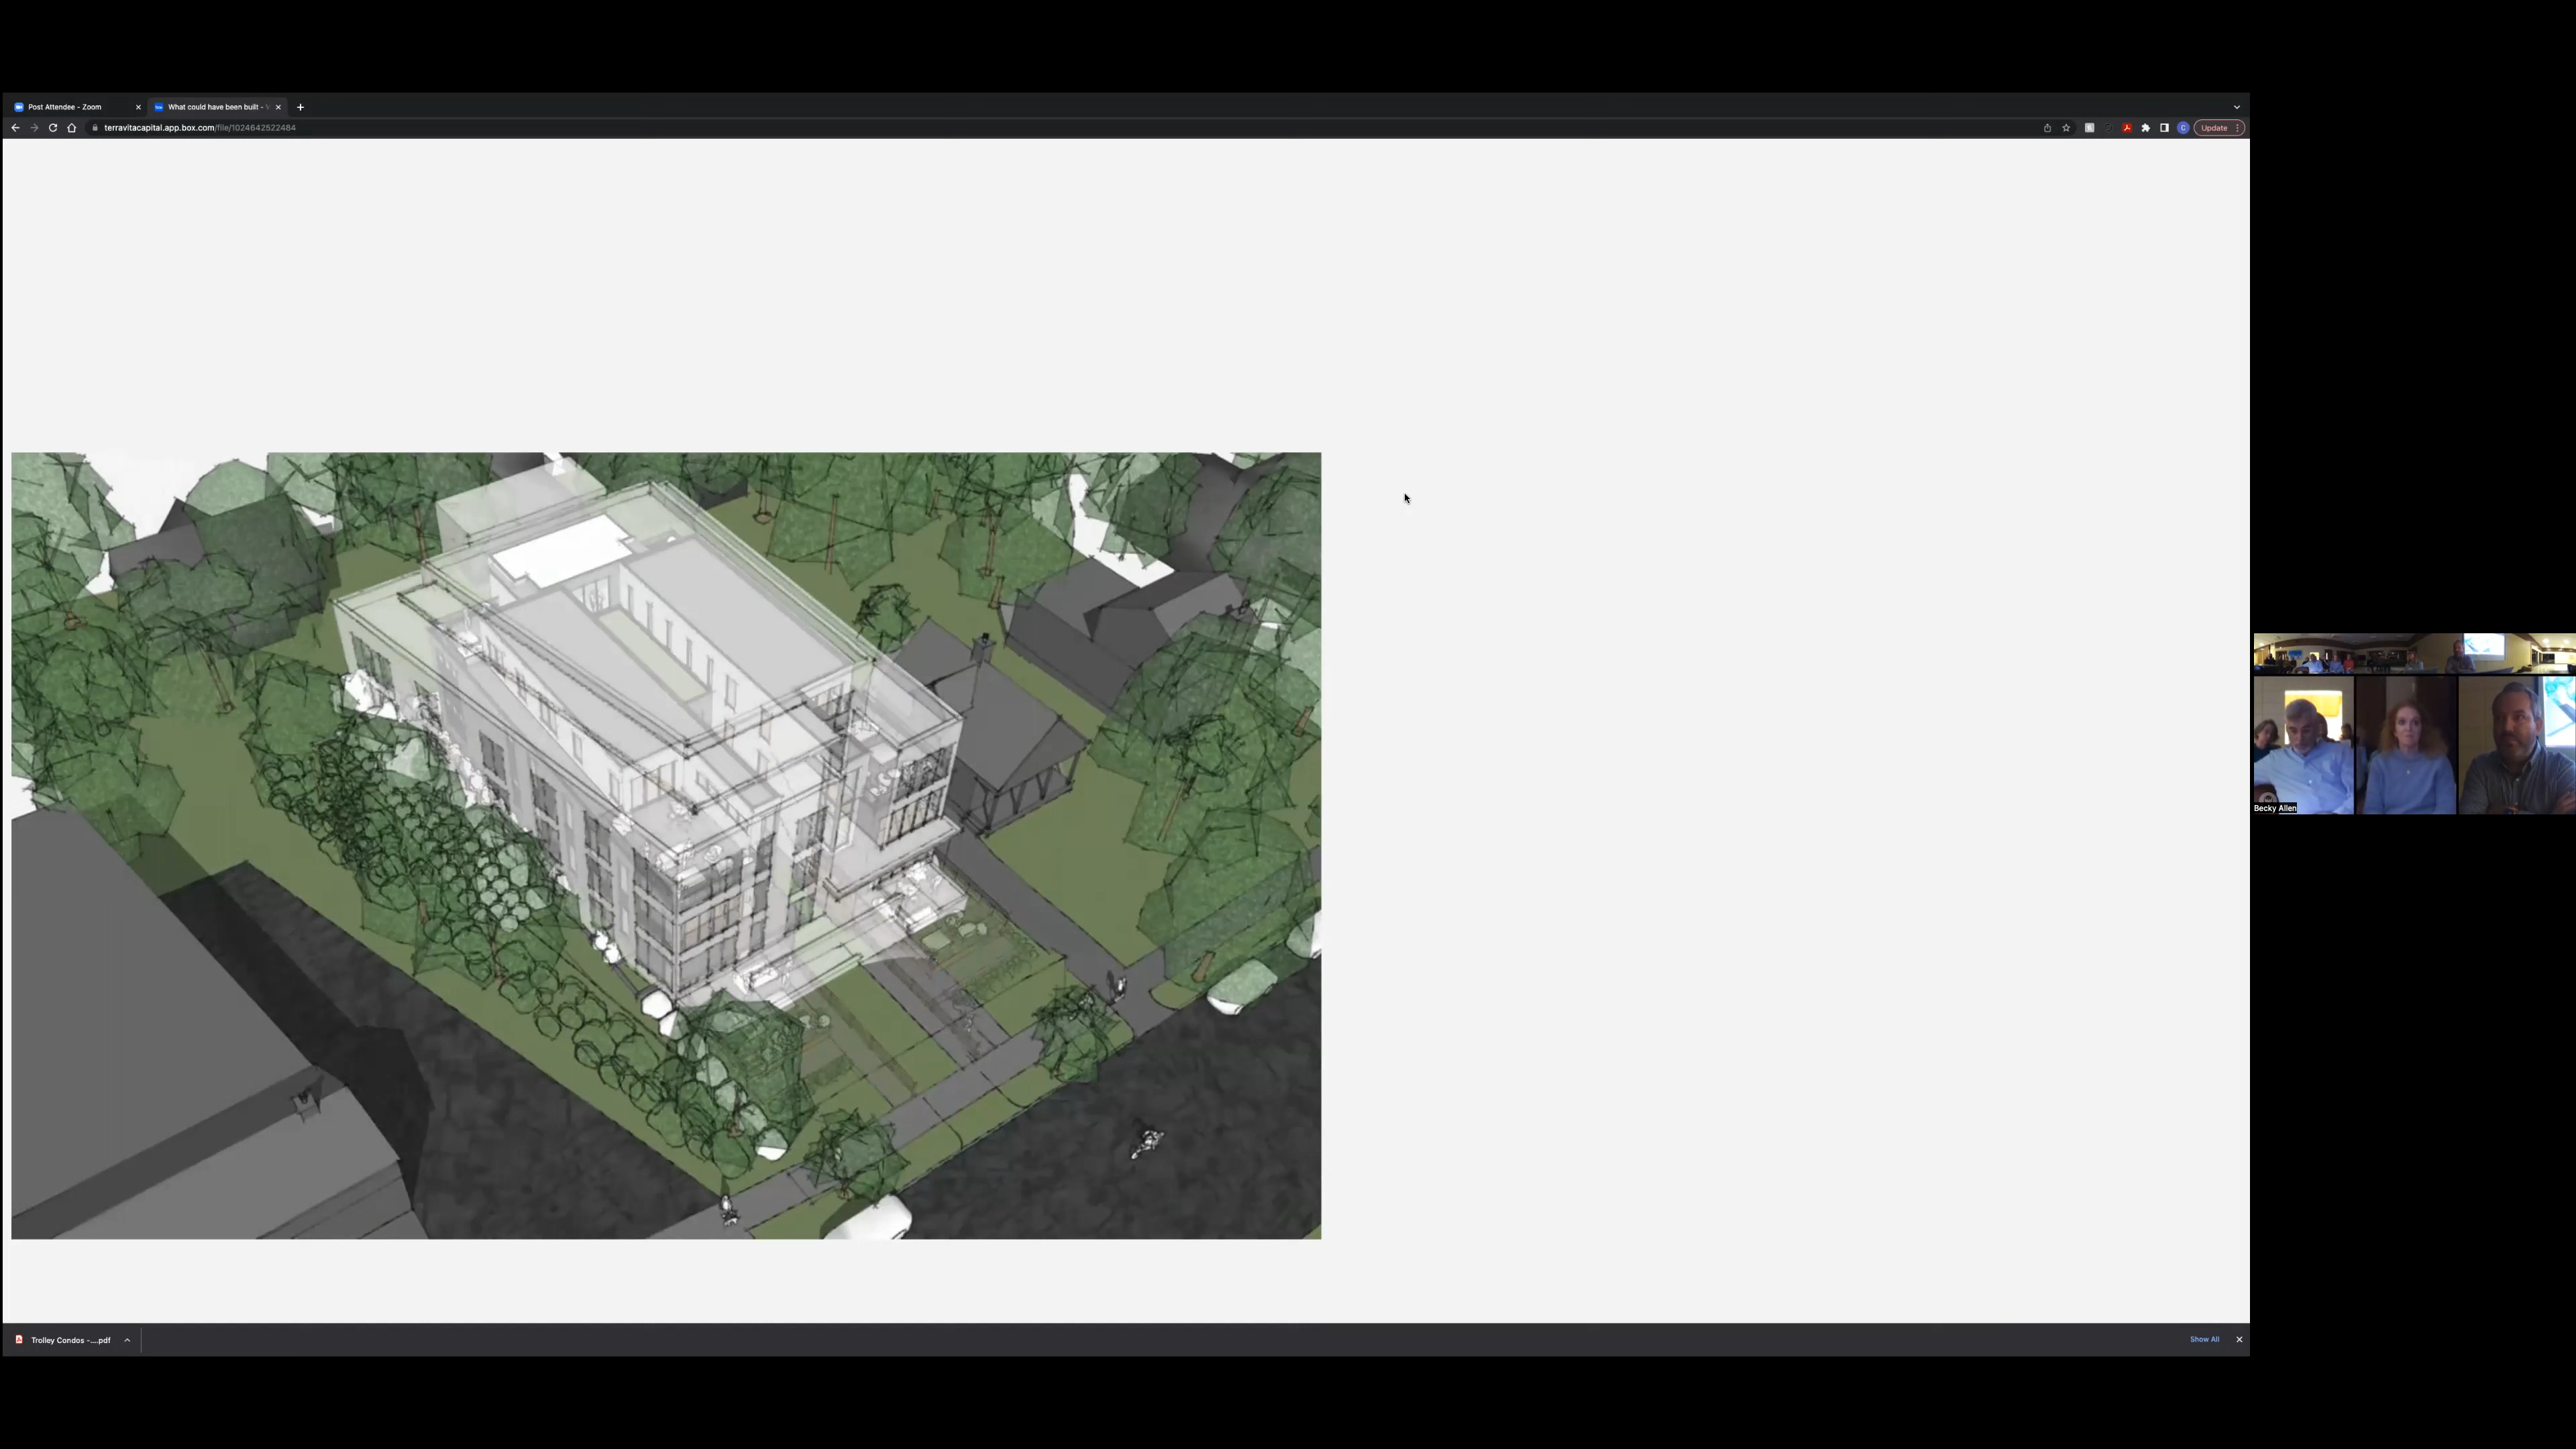 Post Attendee - Zoom
What could have been built -
terravitacapital.app.box.com/file/1024642522484
C
Update
Becky Allen
Trolley Condos -....pdf
Show All